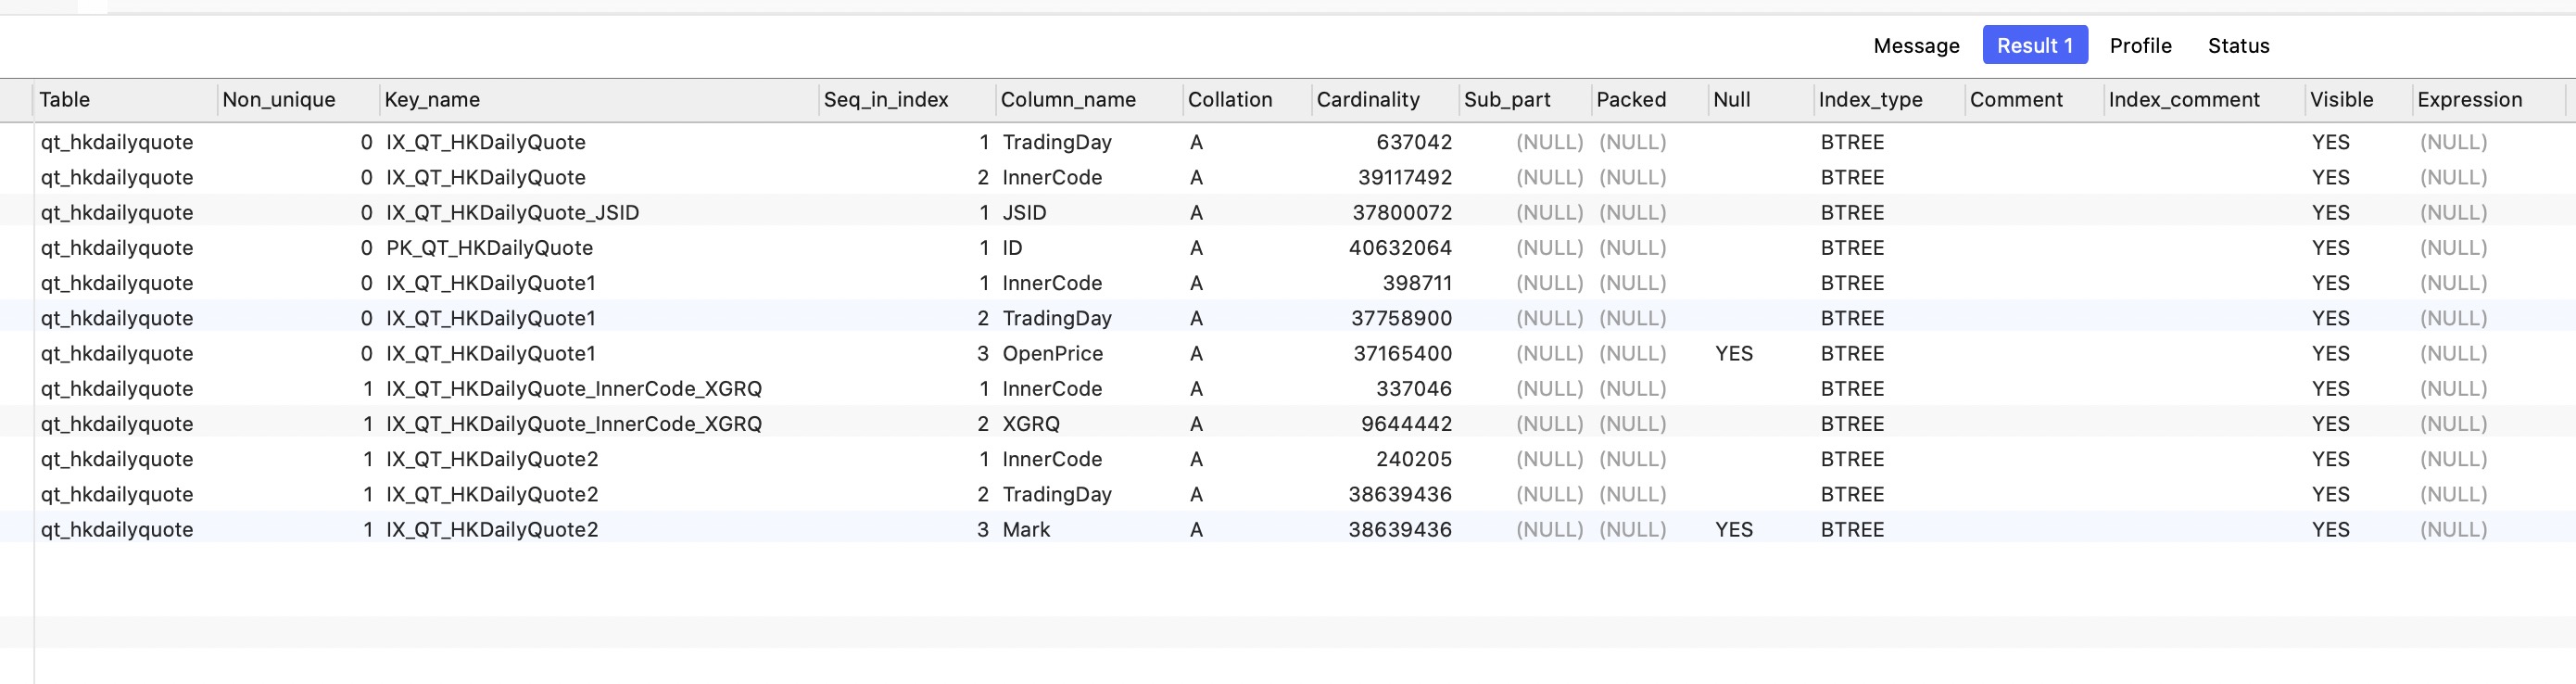 Message Result 1 Profile Status
Table Non_unique Key_name Seq_in_index Column_name Collation Cardinality Sub_part Packed Null Index_type Comment Index_comment Visible Expression
qt_hkdailyquote 0 IX_QT_HKDailyQuote 1 TradingDay A 637042 (NULL) (NULL) BTREE YES (NULL)
qt_hkdailyquote 0 IX_QT_HKDailyQuote 2 InnerCode A 39117492 (NULL) (NULL) BTREE YES (NULL)
qt_hkdailyquote 0 IX_QT_HKDailyQuote_JSID 1 JSID A 37800072 (NULL) (NULL) BTREE YES (NULL)
qt_hkdailyquote 0 PK_QT_HKDailyQuote 1 ID A 40632064 (NULL) (NULL) BTREE YES (NULL)
qt_hkdailyquote 0 IX_QT_HKDailyQuote1 1 InnerCode A 398711 (NULL) (NULL) BTREE YES (NULL)
qt_hkdailyquote 0 IX_QT_HKDailyQuote1 2 TradingDay A 37758900 (NULL) (NULL) BTREE YES (NULL)
qt_hkdailyquote 0 IX_QT_HKDailyQuote1 3 OpenPrice A 37165400 (NULL) (NULL) YES BTREE YES (NULL)
qt_hkdailyquote 1 IX_QT_HKDailyQuote_InnerCode_XGRQ 1 InnerCode A 337046 (NULL) (NULL) BTREE YES (NULL)
qt_hkdailyquote 1 IX_QT_HKDailyQuote_InnerCode_XGRQ 2 XGRQ A 9644442 (NULL) (NULL) BTREE YES (NULL)
qt_hkdailyquote 1 IX_QT_HKDailyQuote2 1 InnerCode A 240205 (NULL) (NULL) BTREE YES (NULL)
qt_hkdailyquote 1 IX_QT_HKDailyQuote2 2 TradingDay A 38639436 (NULL) (NULL) BTREE YES (NULL)
qt_hkdailyquote 1 IX_QT_HKDailyQuote2 3 Mark A 38639436 (NULL) (NULL) YES BTREE YES (NULL)